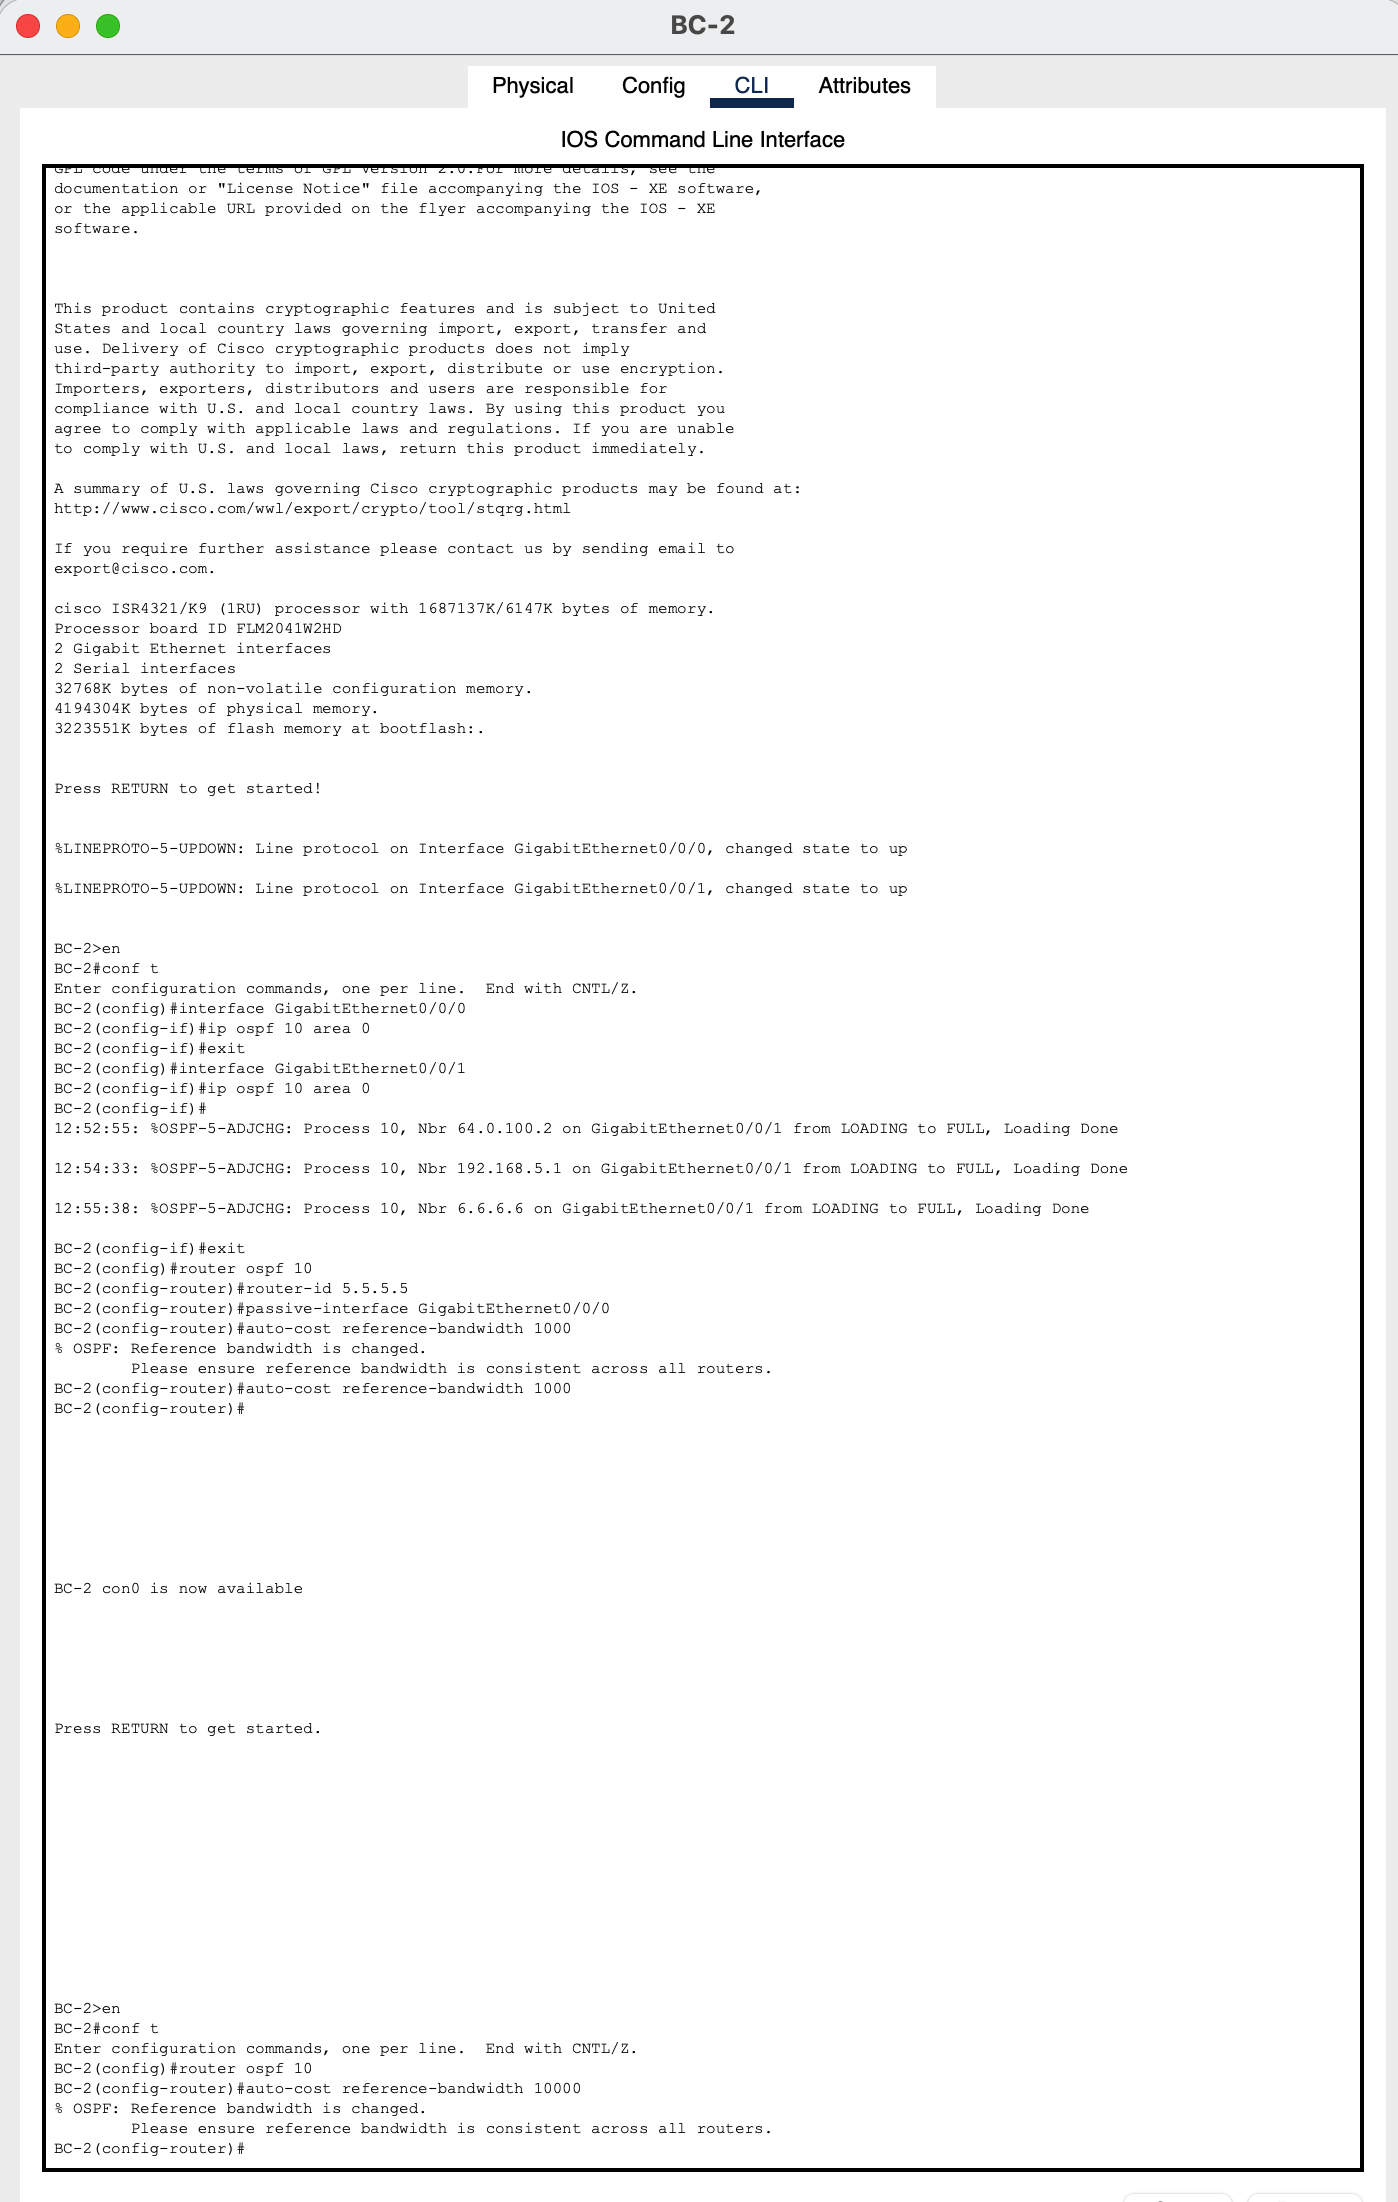 BC-2
Physical Config CLI Attributes
IOS Command Line Interface
GPL code under the terms of GPL Version 2.0.For more details, see the
documentation or "License Notice" file accompanying the IOS - XE software,
or the applicable URL provided on the flyer accompanying the IOS - XE
software.
This product contains cryptographic features and is subject to United
States and local country laws governing import, export, transfer and
use. Delivery of Cisco cryptographic products does not imply
third-party authority to import, export, distribute or use encryption.
Importers, exporters, distributors and users are responsible for
compliance with U.S. and local country laws. By using this product you
agree to comply with applicable laws and regulations. If you are unable
to comply with U.S. and local laws, return this product immediately.
A summary of U.S. laws governing Cisco cryptographic products may be found at:
http://www.cisco.com/wwl/export/crypto/tool/stqrg.html
If you require further assistance please contact us by sending email to
export@cisco.com.
cisco ISR4321/K9 (1RU) processor with 1687137K/6147K bytes of memory.
Processor board ID FLM2041W2HD
2 Gigabit Ethernet interfaces
2 Serial interfaces
32768K bytes of non-volatile configuration memory.
4194304K bytes of physical memory.
3223551K bytes of flash memory at bootflash:.
Press RETURN to get started!
%LINEPROTO-5-UPDOWN: Line protocol on Interface GigabitEthernet0/0/0, changed state to up
%LINEPROTO-5-UPDOWN: Line protocol on Interface GigabitEthernet0/0/1, changed state to up
BC-2>en
BC-2#conf t
Enter configuration commands, one per line.  End with CNTL/Z.
BC-2(config)#interface GigabitEthernet0/0/0
BC-2(config-if)#ip ospf 10 area 0
BC-2(config-if)#exit
BC-2(config)#interface GigabitEthernet0/0/1
BC-2(config-if)#ip ospf 10 area 0
BC-2(config-if)#
12:52:55: %OSPF-5-ADJCHG: Process 10, Nbr 64.0.100.2 on GigabitEthernet0/0/1 from LOADING to FULL, Loading Done
12:54:33: %OSPF-5-ADJCHG: Process 10, Nbr 192.168.5.1 on GigabitEthernet0/0/1 from LOADING to FULL, Loading Done
12:55:38: %OSPF-5-ADJCHG: Process 10, Nbr 6.6.6.6 on GigabitEthernet0/0/1 from LOADING to FULL, Loading Done
BC-2(config-if)#exit
BC-2(config)#router ospf 10
BC-2(config-router)#router-id 5.5.5.5
BC-2(config-router)#passive-interface GigabitEthernet0/0/0
BC-2(config-router)#auto-cost reference-bandwidth 1000
% OSPF: Reference bandwidth is changed.
Please ensure reference bandwidth is consistent across all routers.
BC-2(config-router)#auto-cost reference-bandwidth 1000
BC-2(config-router)#
BC-2 con0 is now available
Press RETURN to get started.
BC-2>en
BC-2#conf t
Enter configuration commands, one per line.  End with CNTL/Z.
BC-2(config)#router ospf 10
BC-2(config-router)#auto-cost reference-bandwidth 10000
% OSPF: Reference bandwidth is changed.
Please ensure reference bandwidth is consistent across all routers.
BC-2(config-router)#